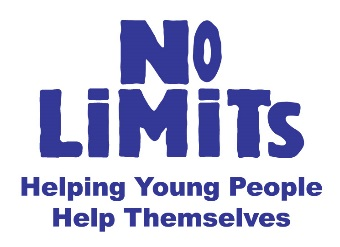 No
LiMiTs
Helping Young People
Help Themselves